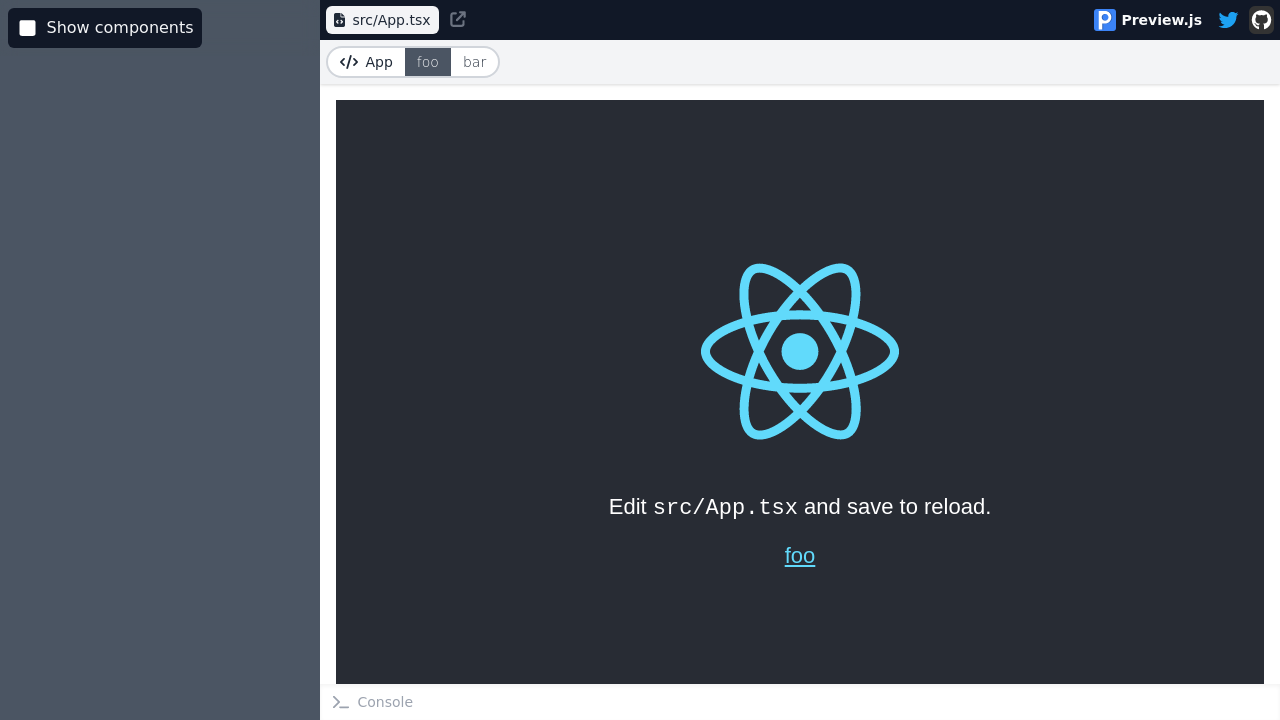 Show components
src/App.tsx
Preview.js
App
foo
bar
Edit src/App.tsx and save to reload.
foo
Console